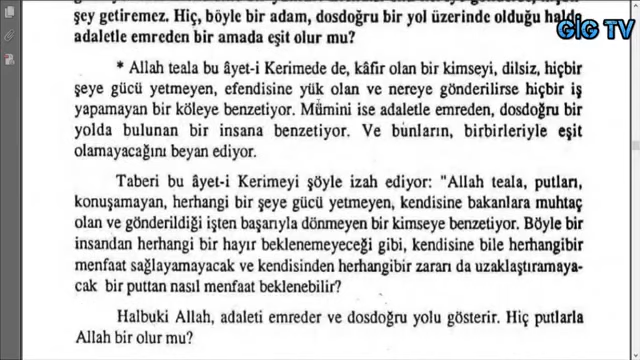 şey getiremez. Hiç, böyle bir adam, dosdoğru bir yol üzerinde olduğu halde
GIG TV
adaletle emreden bir amada eşit olur mu?
* Allah teala bu âyet-i Kerimede de, kâfir olan bir kimseyi, dilsiz, hiçbir
şeye gücü yetmeyen, efendisine yük olan ve nereye gönderilirse hiçbir iş
yapamayan bir köleye benzetiyor. Mümini ise adaletle emreden, dosdoğru bir
yolda bulunan bir insana benzetiyor. Ve bunların, birbirleriyle eşit
olamayacağını beyan ediyor.
Taberi bu âyet-i Kerimeyi şöyle izah ediyor: "Allah teala, putları,
konuşamayan, herhangi bir şeye gücü yetmeyen, kendisine bakanlara muhtaç
olan ve gönderildiği işten başarıyla dönmeyen bir kimseye benzetiyor. Böyle bir
insandan herhangi bir hayır beklenemeyeceği gibi, kendisine bile herhangibir
menfaat sağlayamayacak ve kendisinden herhangibir zararı da uzaklaştıramaya-
cak bir puttan nasıl menfaat beklenebilir?
Halbuki Allah, adaleti emreder ve dosdoğru yolu gösterir. Hiç putlarla
Allah bir olur mu?